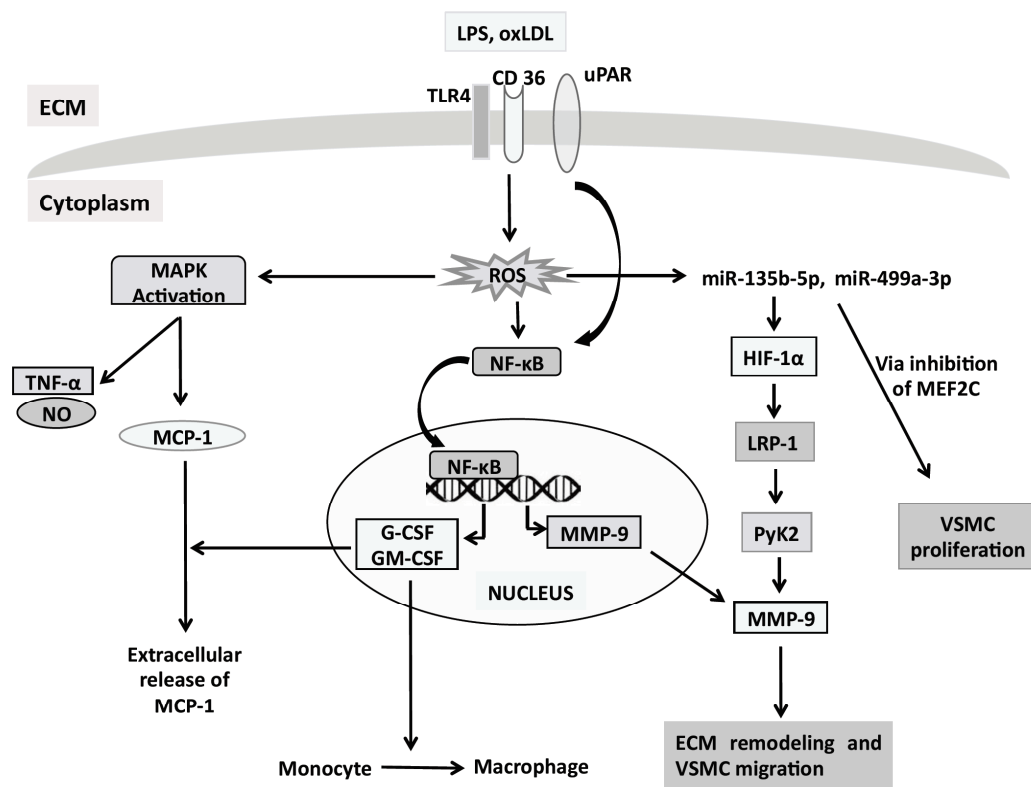 LPS, oxLDL
CD 36
uPAR
TLR4
ECM
Cytoplasm
MAPK
Activation
ROS
miR-135b-5p, miR-499a-3p
NF-κB
HIF-1α
Via inhibition
of MEF2C
TNF-α
NO
MCP-1
LRP-1
NF-κB
G-CSF
GM-CSF
MMP-9
PyK2
VSMC
proliferation
NUCLEUS
MMP-9
Extracellular
release of
MCP-1
ECM remodeling and
VSMC migration
Monocyte
Macrophage